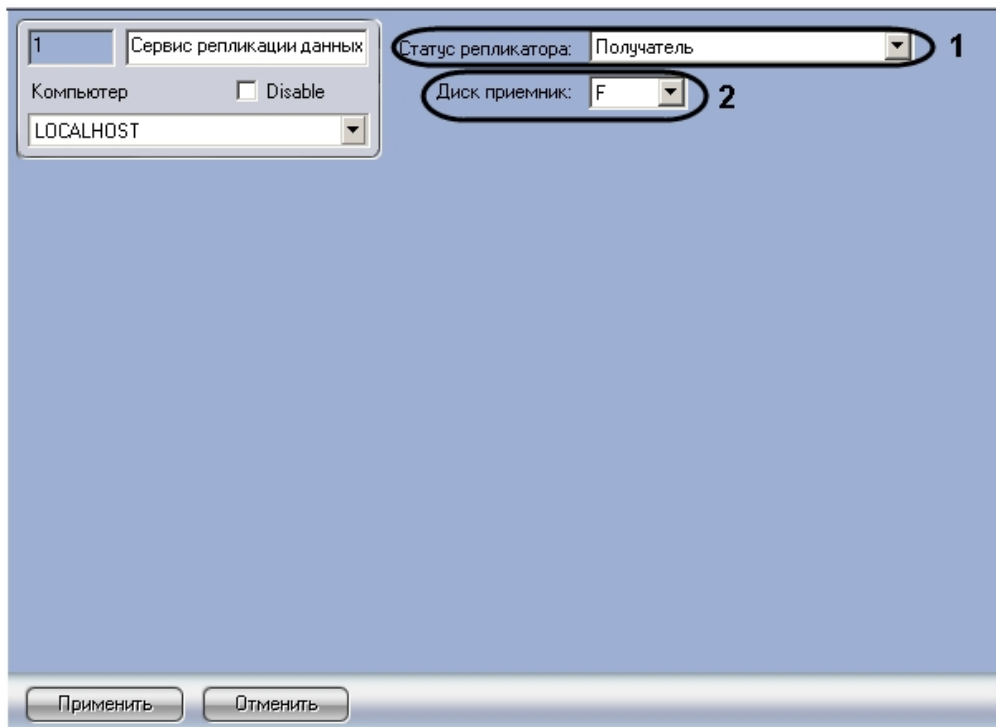 1 Сервис репликации данных
Статус репликатора: Получатель 1
Компьютер Disable
Диск приемник: F 2
LOCALHOST
Применить Отменить